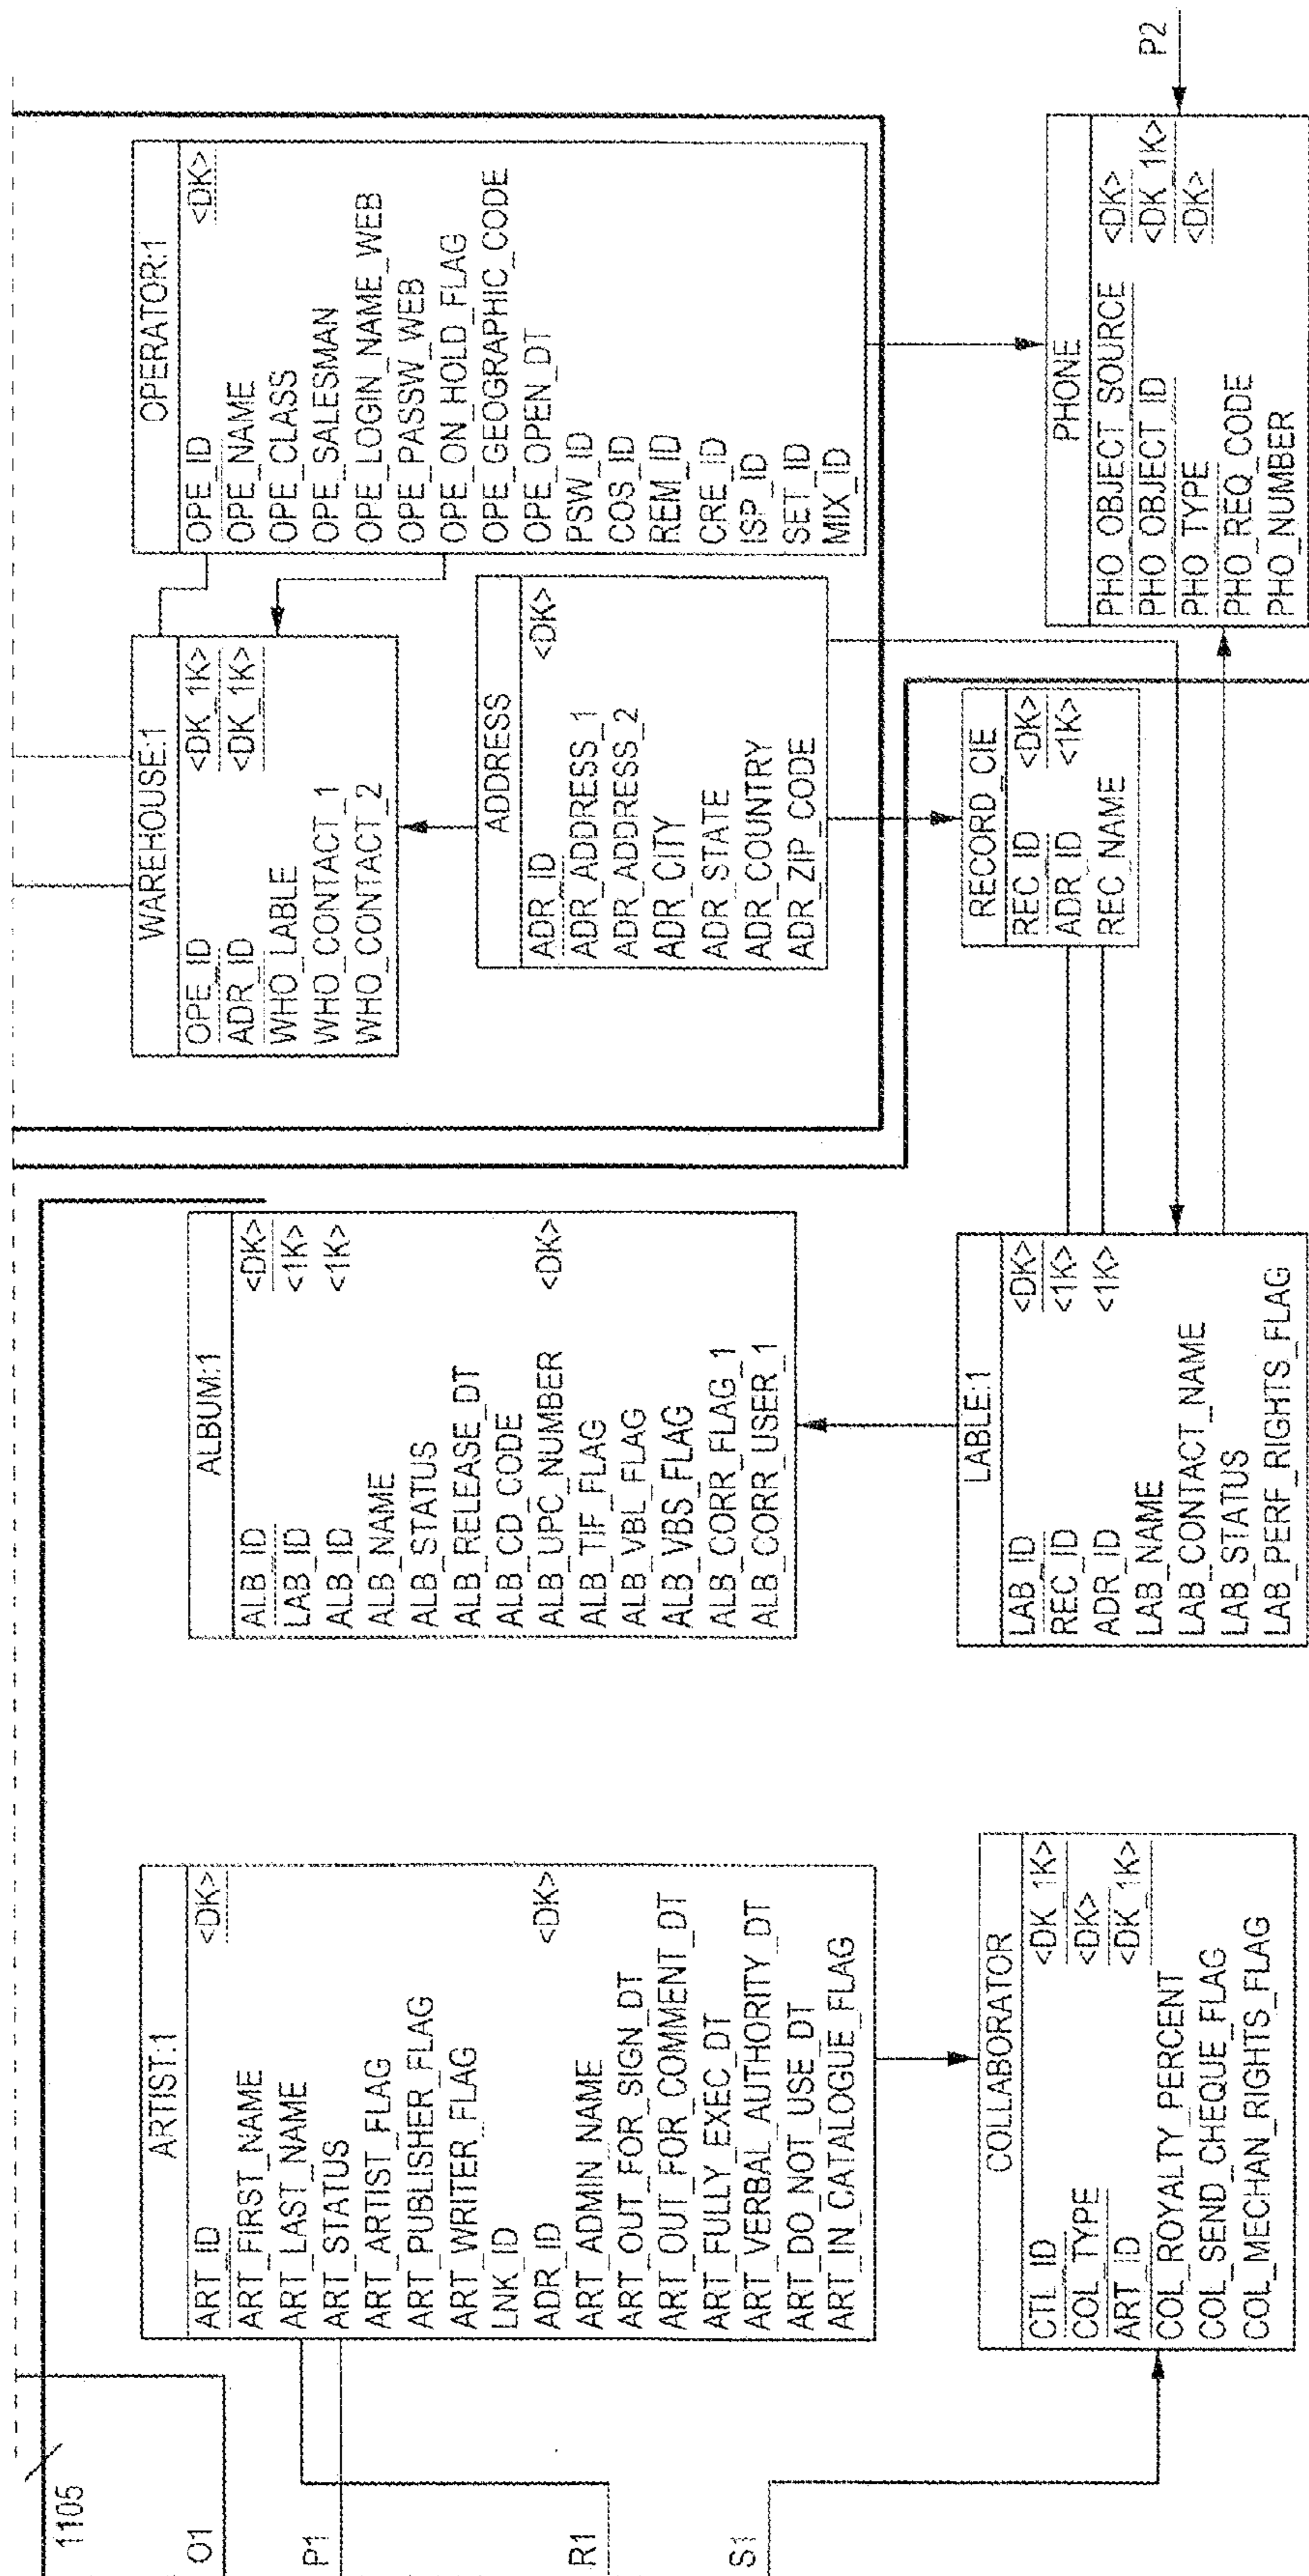 1105
O1
P1
R1
S1
ARTIST:1
ART_ID <DK>
ART_FIRST_NAME
ART_LAST_NAME
ART_STATUS
ART_ARTIST_FLAG
ART_PUBLISHER_FLAG
ART_WRITER_FLAG
LNK_ID
ADR_ID <DK>
ART_ADMIN_NAME
ART_OUT_FOR_SIGN_DT
ART_OUT_FOR_COMMENT_DT
ART_FULLY_EXEC_DT
ART_VERBAL_AUTHORITY_DT
ART_DO_NOT_USE_DT
ART_IN_CATALOGUE_FLAG
COLLABORATOR
CTL_ID <DK_1K>
COL_TYPE <DK>
ART_ID <DK_1K>
COL_ROYALTY_PERCENT
COL_SEND_CHEQUE_FLAG
COL_MECHAN_RIGHTS_FLAG
ALBUM:1
ALB_ID <DK>
LAB_ID <1K>
ALB_ID <1K>
ALB_NAME
ALB_STATUS
ALB_RELEASE_DT
ALB_CD_CODE
ALB_UPC_NUMBER <DK>
ALB_TIF_FLAG
ALB_VBL_FLAG
ALB_VBS_FLAG
ALB_CORR_FLAG_1
ALB_CORR_USER_1
LABLE:1
LAB_ID <DK>
REC_ID <1K>
ADR_ID <1K>
LAB_NAME
LAB_CONTACT_NAME
LAB_STATUS
LAB_PERF_RIGHTS_FLAG
WAREHOUSE:1
OPE_ID <DK_1K>
ADR_ID <DK_1K>
WHO_LABLE
WHO_CONTACT_1
WHO_CONTACT_2
ADDRESS
ADR_ID <DK>
ADR_ADDRESS_1
ADR_ADDRESS_2
ADR_CITY
ADR_STATE
ADR_COUNTRY
ADR_ZIP_CODE
RECORD_CIE
REC_ID <DK>
ADR_ID <1K>
REC_NAME
OPERATOR:1
OPE_ID <DK>
OPE_NAME
OPE_CLASS
OPE_SALESMAN
OPE_LOGIN_NAME_WEB
OPE_PASSW_WEB
OPE_ON_HOLD_FLAG
OPE_GEOGRAPHIC_CODE
OPE_OPEN_DT
PSW_ID
COS_ID
REM_ID
CRE_ID
ISP_ID
SET_ID
MIX_ID
PHONE
PHO_OBJECT_SOURCE <DK>
PHO_OBJECT_ID <DK_1K>
PHO_TYPE <DK>
PHO_REQ_CODE
PHO_NUMBER
P2